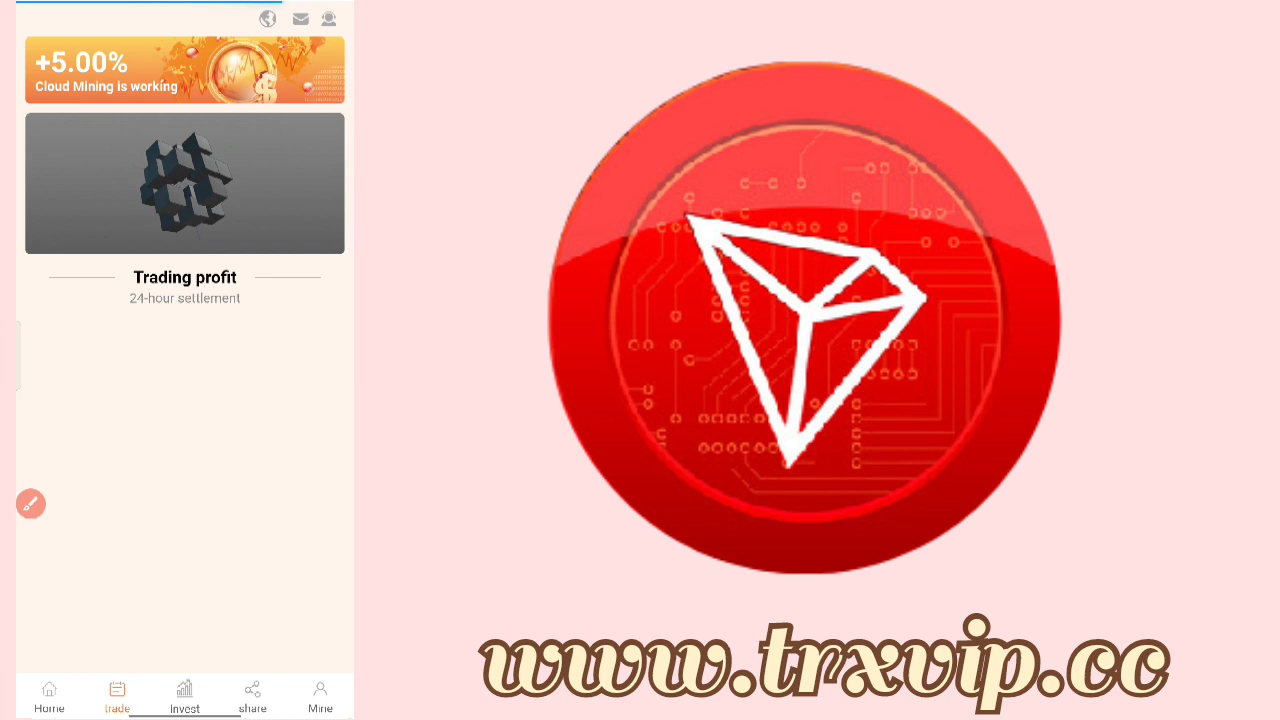 +5.00%
Cloud Mining is working
Trading profit
24-hour settlement
Home trade Invest share Mine
www.trxvip.cc